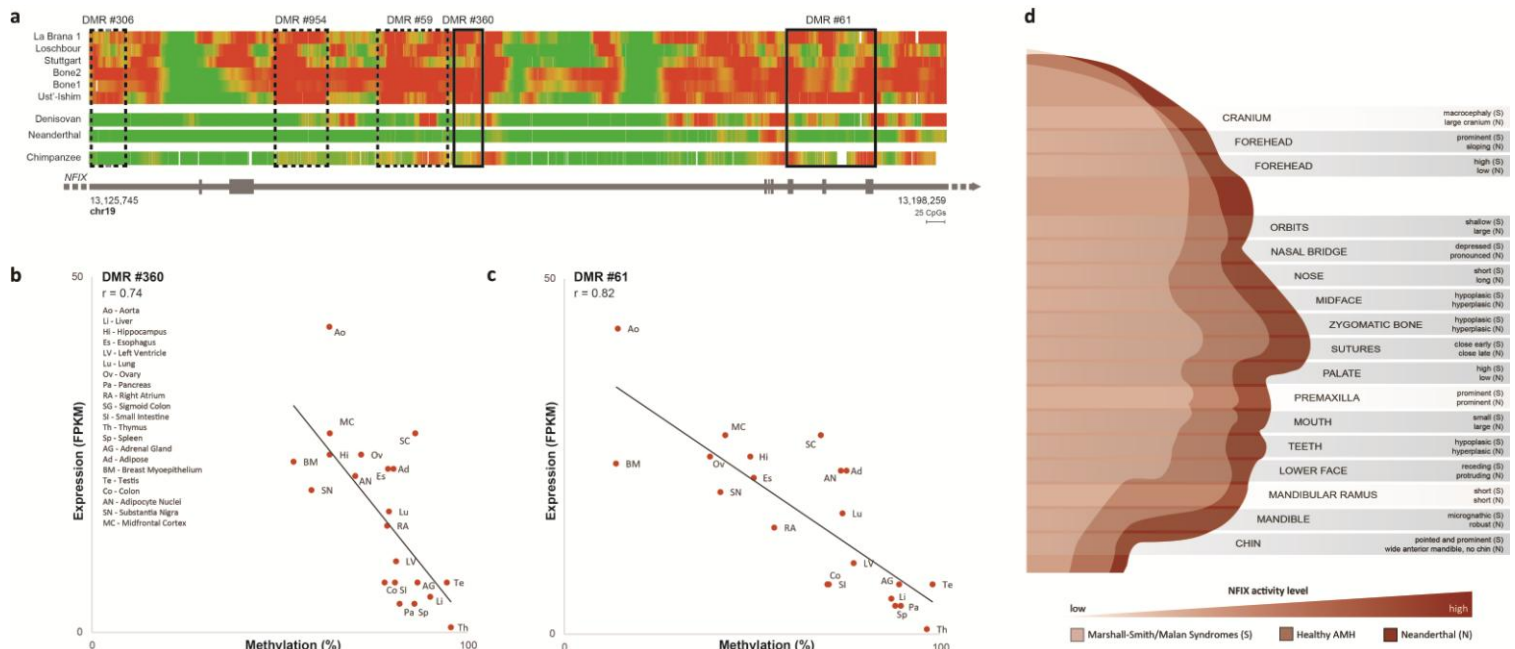 a
DMR #306
DMR #954
DMR #59
DMR #360
DMR #61
La Brana 1
Loschbour
Stuttgart
Bone2
Bone1
Ust'-Ishim
Denisovan
Neanderthal
Chimpanzee
NFIX
13,125,745
chr19
13,198,259
25 CpGs
b
DMR #360
r = 0.74
50
0
Expression (FPKM)
Ao - Aorta
Li - Liver
Hi - Hippocampus
Es - Esophagus
LV - Left Ventricle
Lu - Lung
Ov - Ovary
Pa - Pancreas
RA - Right Atrium
SG - Sigmoid Colon
SI - Small Intestine
Th - Thymus
Sp - Spleen
AG - Adrenal Gland
Ad - Adipose
BM - Breast Myoepithelium
Te - Testis
Co - Colon
AN - Adipocyte Nuclei
SN - Substantia Nigra
MC - Midfrontal Cortex
Ao
MC
SC
BM
Hi
Ov
AN
Es
Ad
SN
Lu
RA
LV
Co
SI
AG
Te
Li
Pa
Sp
Th
0
Methylation (%)
100
c
DMR #61
r = 0.82
50
0
Expression (FPKM)
Ao
MC
SC
BM
Ov
Hi
Es
AN
Ad
SN
Lu
RA
LV
Co
SI
AG
Te
Li
Pa
Sp
Th
0
Methylation (%)
100
d
CRANIUM
macrocephaly (S)
large cranium (N)
FOREHEAD
prominent (S)
sloping (N)
FOREHEAD
high (S)
low (N)
ORBITS
shallow (S)
large (N)
NASAL BRIDGE
depressed (S)
pronounced (N)
NOSE
short (S)
long (N)
MIDFACE
hypoplasic (S)
hyperplasic (N)
ZYGOMATIC BONE
hypoplasic (S)
hyperplasic (N)
SUTURES
close early (S)
close late (N)
PALATE
high (S)
low (N)
PREMAXILLA
prominent (S)
prominent (N)
MOUTH
small (S)
large (N)
TEETH
hypoplasic (S)
hyperplasic (N)
LOWER FACE
receding (S)
protruding (N)
MANDIBULAR RAMUS
short (S)
short (N)
MANDIBLE
micrognathic (S)
robust (N)
CHIN
pointed and prominent (S)
wide anterior mandible, no chin (N)
NFIX activity level
low
high
Marshall-Smith/Malan Syndromes (S)
Healthy AMH
Neanderthal (N)